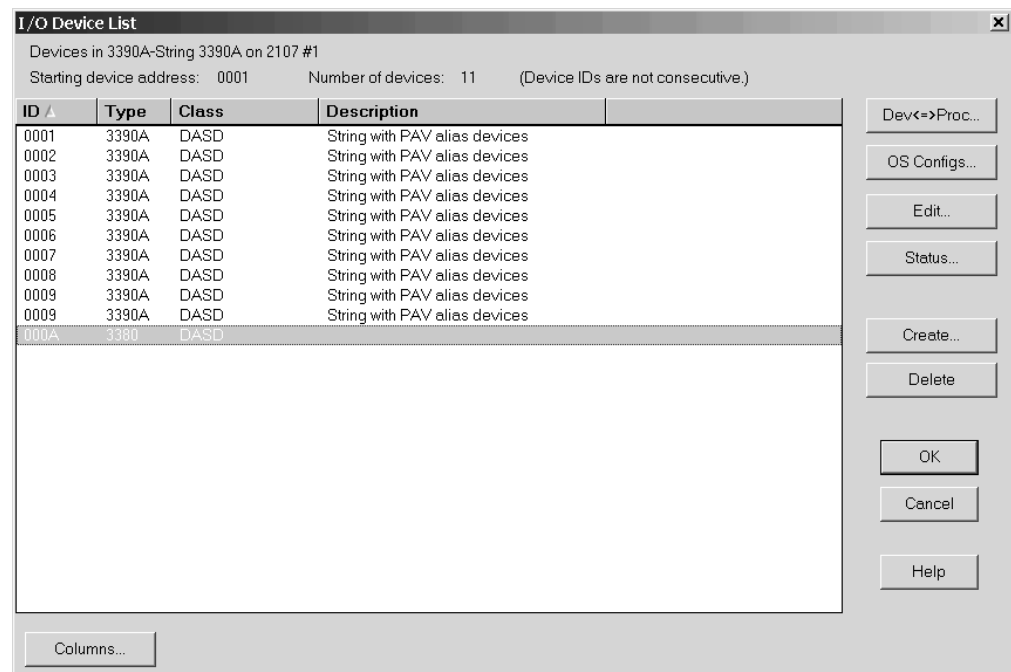 I/O Device List
Devices in 3390A-String 3390A on 2107 #1
Starting device address: 0001 Number of devices: 11 (Device IDs are not consecutive.)
ID Type Class Description
0001 3390A DASD String with PAV alias devices
0002 3390A DASD String with PAV alias devices
0003 3390A DASD String with PAV alias devices
0004 3390A DASD String with PAV alias devices
0005 3390A DASD String with PAV alias devices
0006 3390A DASD String with PAV alias devices
0007 3390A DASD String with PAV alias devices
0008 3390A DASD String with PAV alias devices
0009 3390A DASD String with PAV alias devices
0009 3390A DASD String with PAV alias devices
000A 3380 DASD
Dev<=>Proc...
OS Configs...
Edit...
Status...
Create...
Delete
OK
Cancel
Help
Columns...